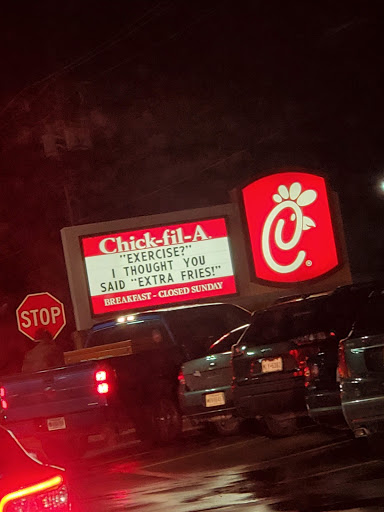 Chick-fil-A
"EXERCISE?"
I THOUGHT YOU
SAID "EXTRA FRIES!"
BREAKFAST - CLOSED SUNDAY
C
®
STOP